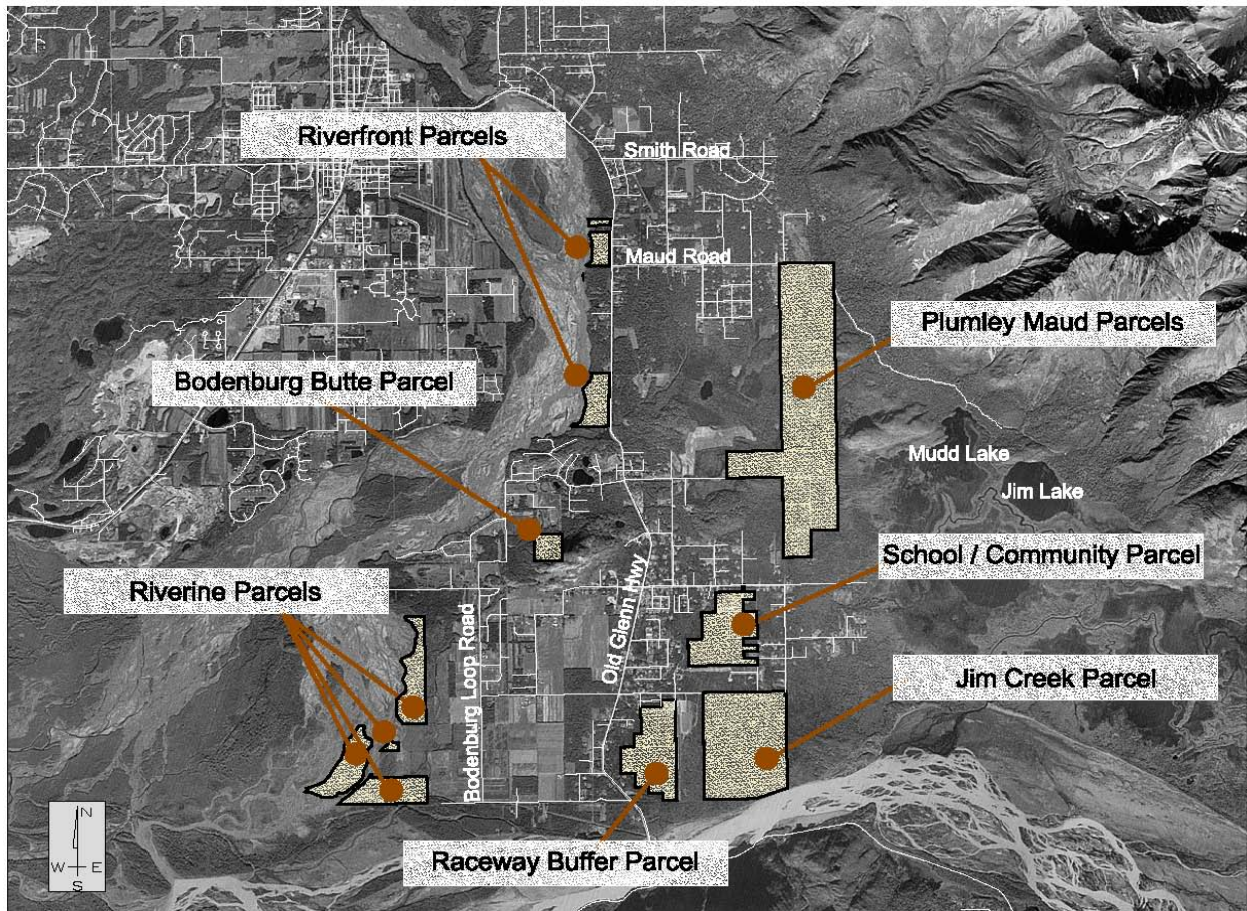 Riverfront Parcels
Smith Road
Maud Road
Plumley Maud Parcels
Bodenburg Butte Parcel
Mudd Lake
Jim Lake
School / Community Parcel
Riverine Parcels
Bodenburg Loop Road
Old Glenn Hwy
Jim Creek Parcel
Raceway Buffer Parcel
N
W E
S